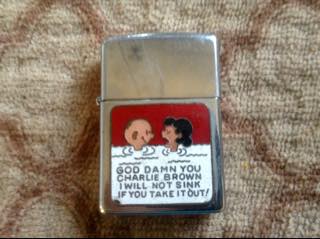 GOD DAMN YOU
CHARLIE BROWN
I WILL NOT SINK
IF YOU TAKE IT OUT!